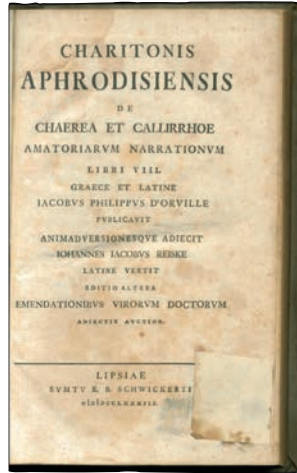 CHARITONIS
APHRODISIENSIS
DE
CHAEREA ET CALLIRRHOE
AMATORIARVM NARRATIONVM
LIBRI VIII.
GRAECE ET LATINE
IACOBVS PHILIPPVS D'ORVILLE
PVBLICAVIT
ANIMADVERSIONESQVE ADIECIT
IOHANNES IACOBVS REISKE
LATINE VERTIT
EDITIO ALTERA
EMENDATIONIBVS VIRORVM DOCTORVM
ADIECTIS AVCTIOR.
LIPSIAE
SVMTV E. B. SCHWICKERTI